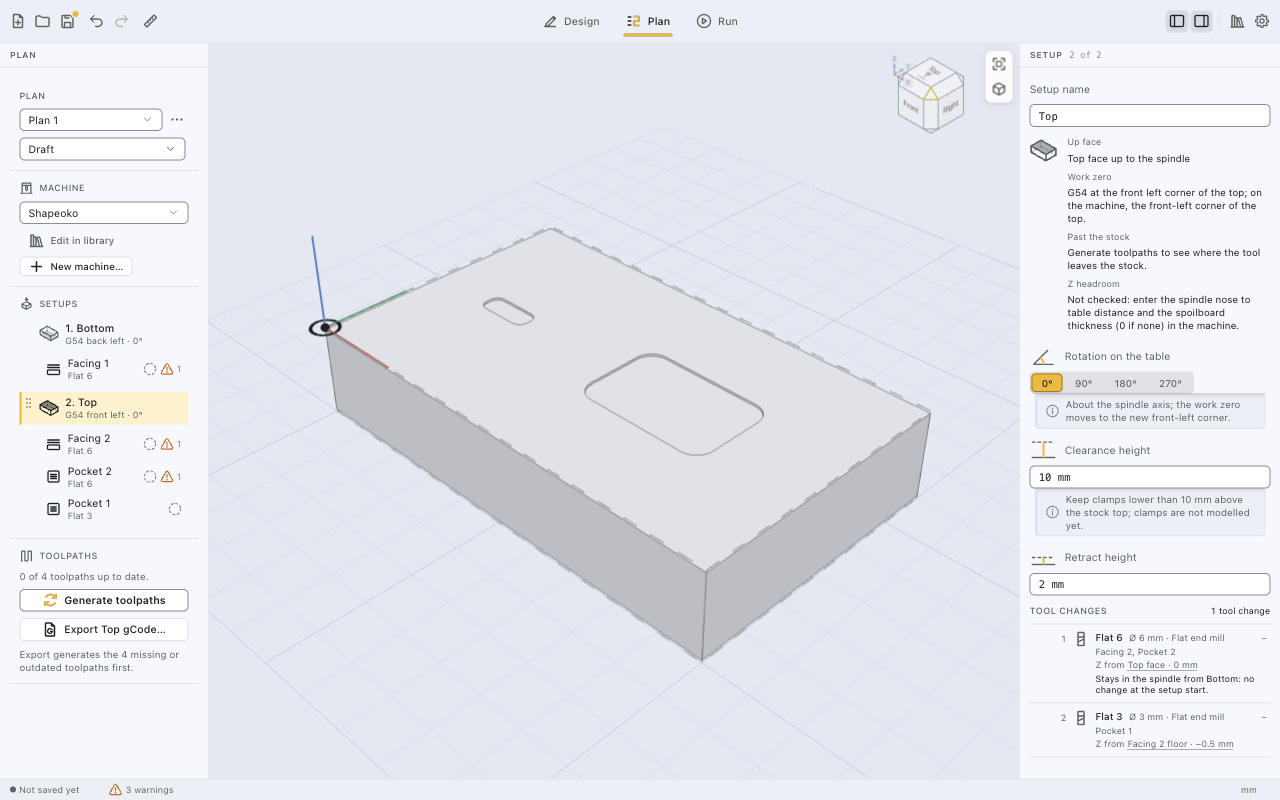 Design
Plan
Run
PLAN
SETUP 2 of 2
PLAN
Plan 1
Draft
MACHINE
Shapeoko
Edit in library
New machine...
SETUPS
1. Bottom
G54 back left · 0°
Facing 1
Flat 6
1
2. Top
G54 front left · 0°
Facing 2
Flat 6
1
Pocket 2
Flat 6
1
Pocket 1
Flat 3
TOOLPATHS
0 of 4 toolpaths up to date.
Generate toolpaths
Export Top gCode...
Export generates the 4 missing or
outdated toolpaths first.
Z
X
Front
Right
Setup name
Top
Up face
Top face up to the spindle
Work zero
G54 at the front left corner of the top; on
the machine, the front-left corner of the
top.
Past the stock
Generate toolpaths to see where the tool
leaves the stock.
Z headroom
Not checked: enter the spindle nose to
table distance and the spoilboard
thickness (0 if none) in the machine.
Rotation on the table
0° 90° 180° 270°
About the spindle axis; the work zero
moves to the new front-left corner.
Clearance height
10 mm
Keep clamps lower than 10 mm above
the stock top; clamps are not modelled
yet.
Retract height
2 mm
TOOL CHANGES 1 tool change
1 Flat 6 Ø 6 mm · Flat end mill –
Facing 2, Pocket 2
Z from Top face · 0 mm
Stays in the spindle from Bottom: no
change at the setup start.
2 Flat 3 Ø 3 mm · Flat end mill –
Pocket 1
Z from Facing 2 floor · −0.5 mm
Not saved yet
3 warnings
mm